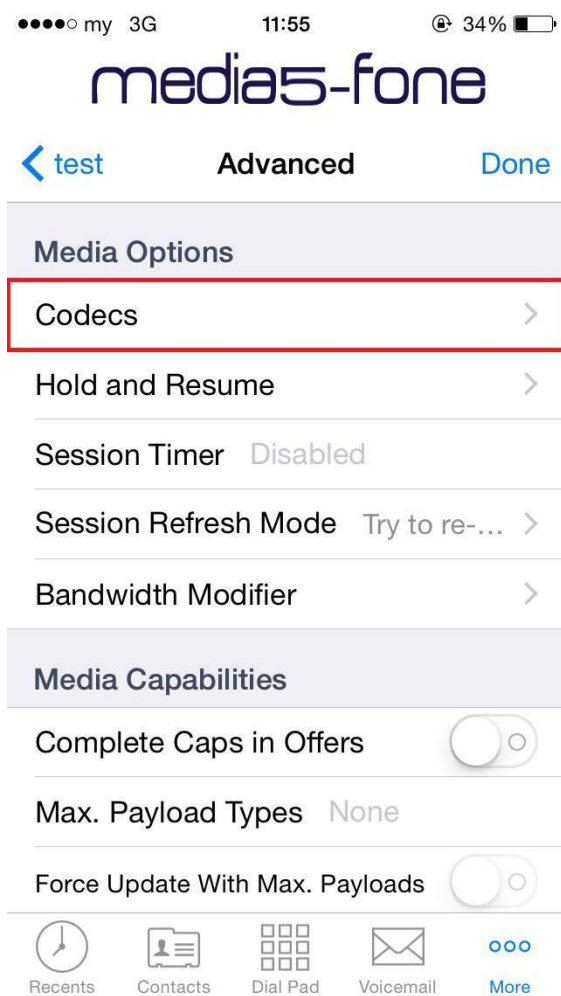 my 3G 11:55 34%
media5-fone
test Advanced Done
Media Options
Codecs
Hold and Resume
Session Timer Disabled
Session Refresh Mode Try to re-...
Bandwidth Modifier
Media Capabilities
Complete Caps in Offers
Max. Payload Types None
Force Update With Max. Payloads
Recents Contacts Dial Pad Voicemail More